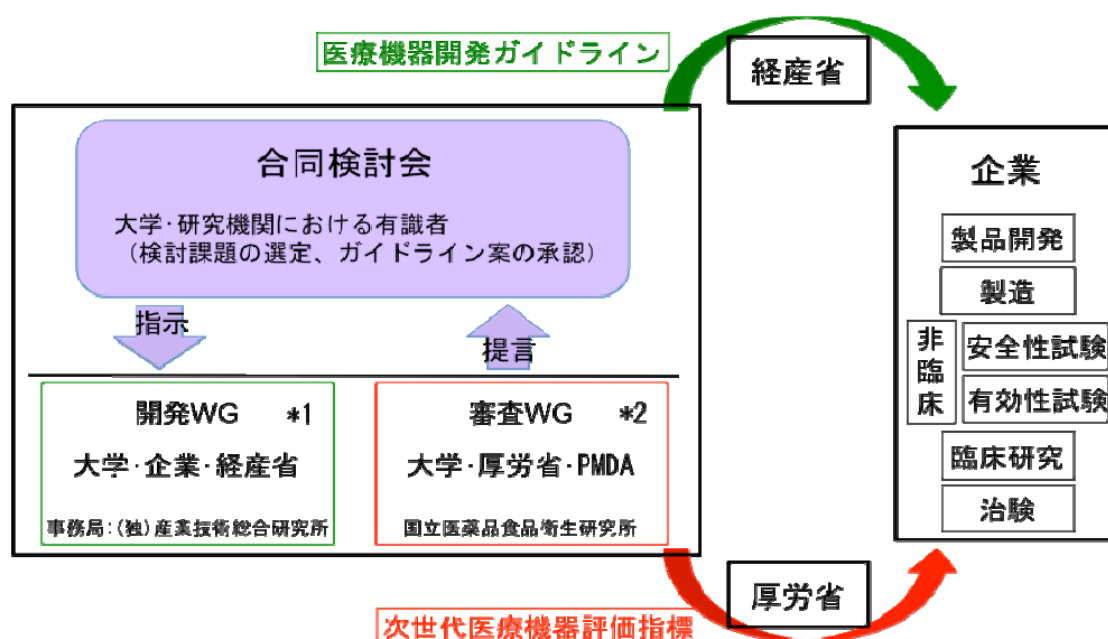 医療機器開発ガイドライン
経産省
合同検討会
大学・研究機関における有識者
（検討課題の選定、ガイドライン案の承認）
指示
提言
開発WG *1
大学・企業・経産省
事務局：(独)産業技術総合研究所
審査WG *2
大学・厚労省・PMDA
国立医薬品食品衛生研究所
企業
製品開発
製造
非臨床
安全性試験
有効性試験
臨床研究
治験
厚労省
次世代医療機器評価指標